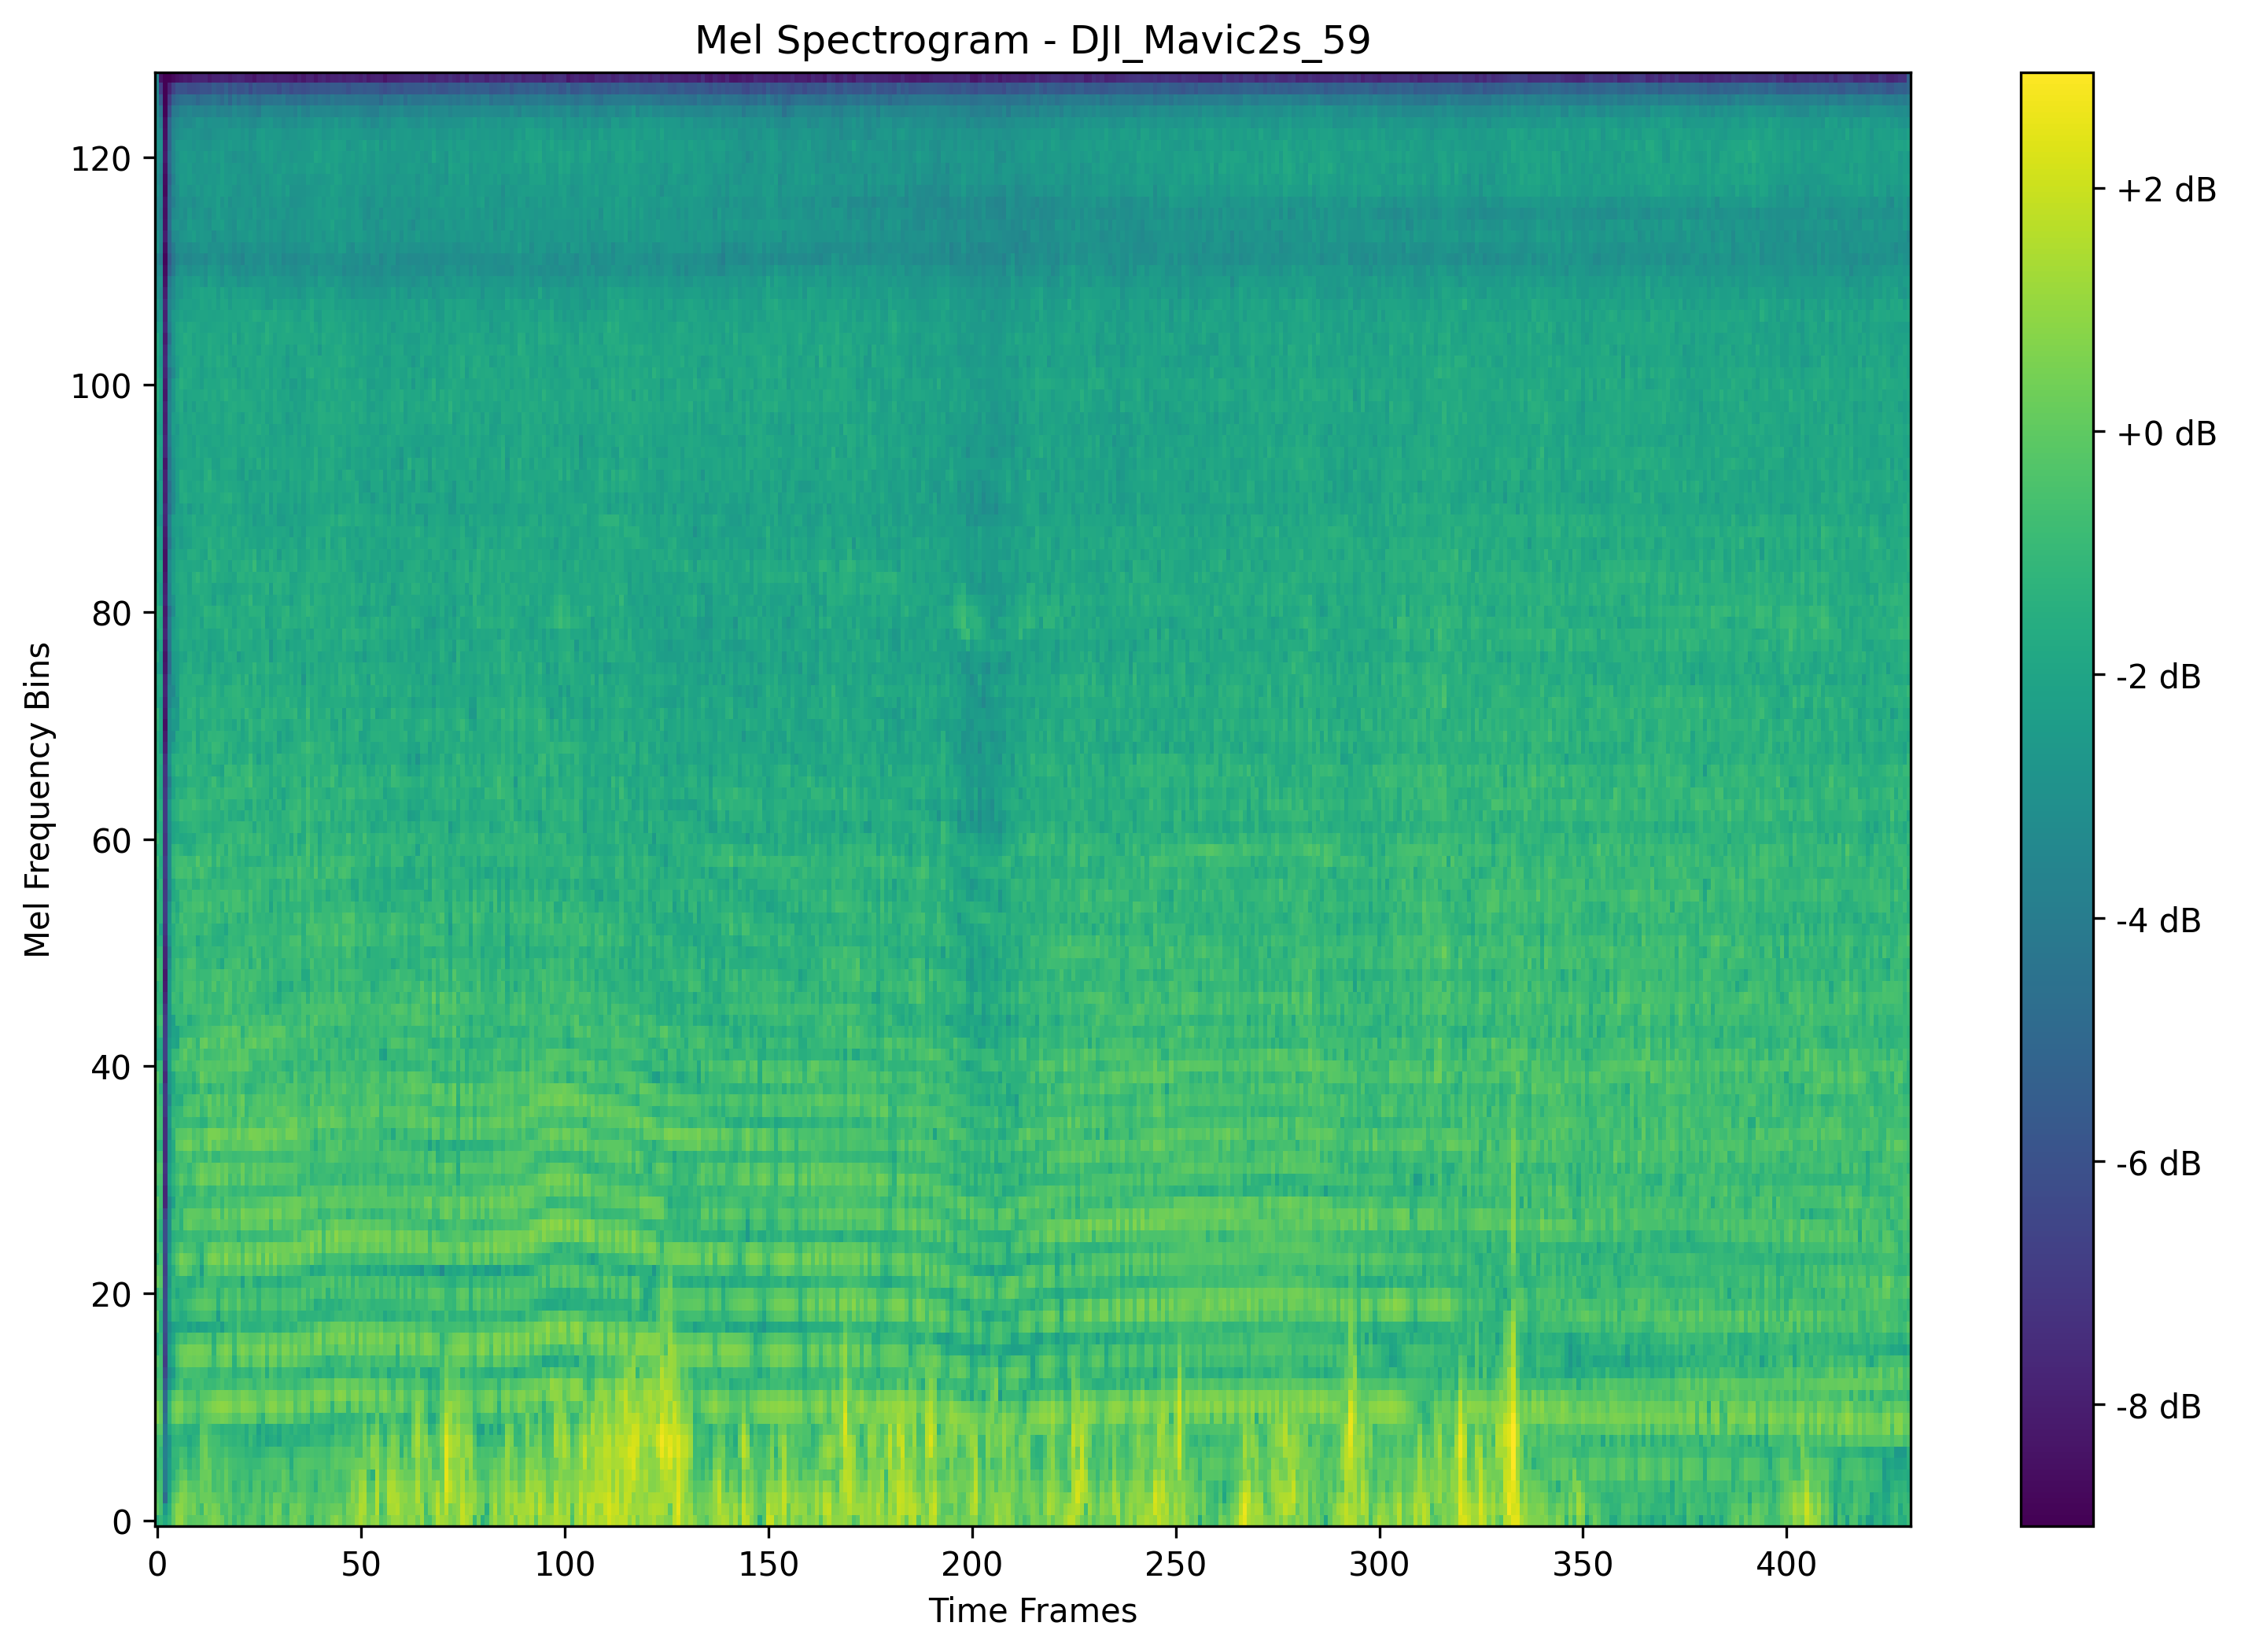 Mel Spectrogram - DJI_Mavic2s_59
Mel Frequency Bins
120
100
80
60
40
20
0
0 50 100 150 200 250 300 350 400
Time Frames
+2 dB
+0 dB
-2 dB
-4 dB
-6 dB
-8 dB